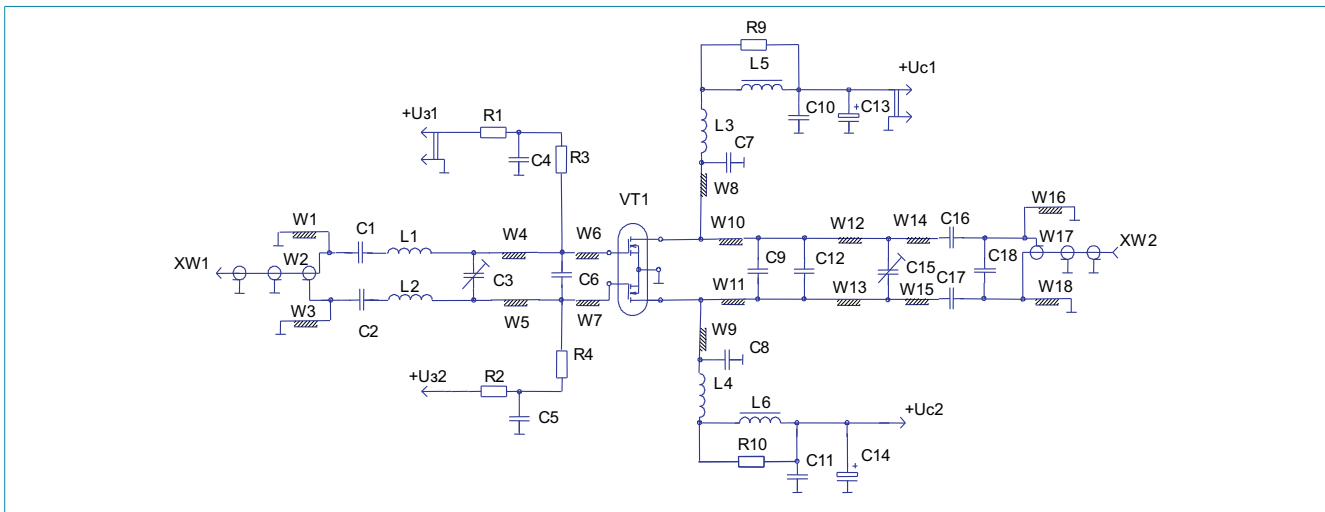 R9
L5
+Uc1
C10
C13
+Uз1
R1
L3
C4
R3
C7
W8
VT1
W1
C1
L1
W4
W6
W10
W12
W14
C16
W16
W17
XW2
XW1
W2
C3
C6
C9
C12
C15
C18
L2
W11
C17
W3
C2
W5
W7
W13
W15
W18
W9
C8
R4
+Uз2
R2
L4
C5
L6
+Uc2
R10
C11
C14
+
+